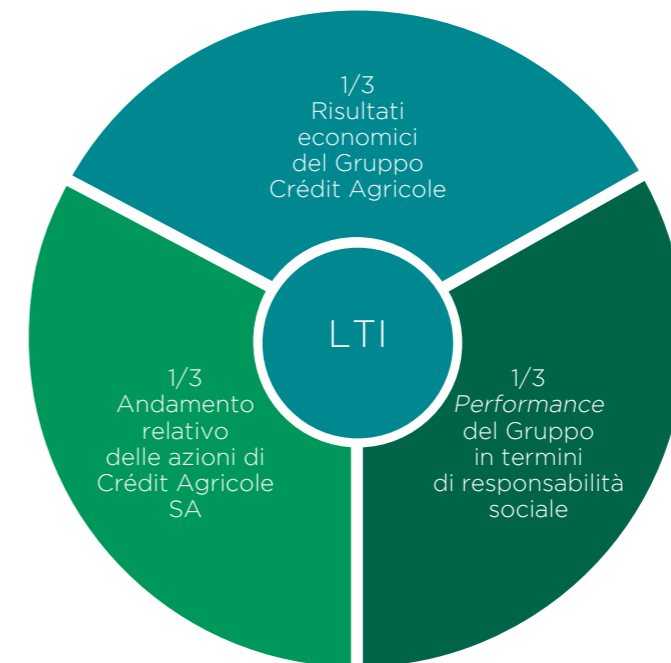 1/3
Risultati
economici
del Gruppo
Crédit Agricole
LTI
1/3
Andamento
relativo
delle azioni di
Crédit Agricole
SA
1/3
Performance
del Gruppo
in termini
di responsabilità
sociale